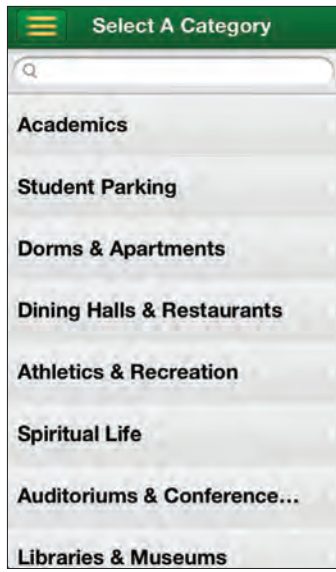 Select A Category
Academics
Student Parking
Dorms & Apartments
Dining Halls & Restaurants
Athletics & Recreation
Spiritual Life
Auditoriums & Conference...
Libraries & Museums